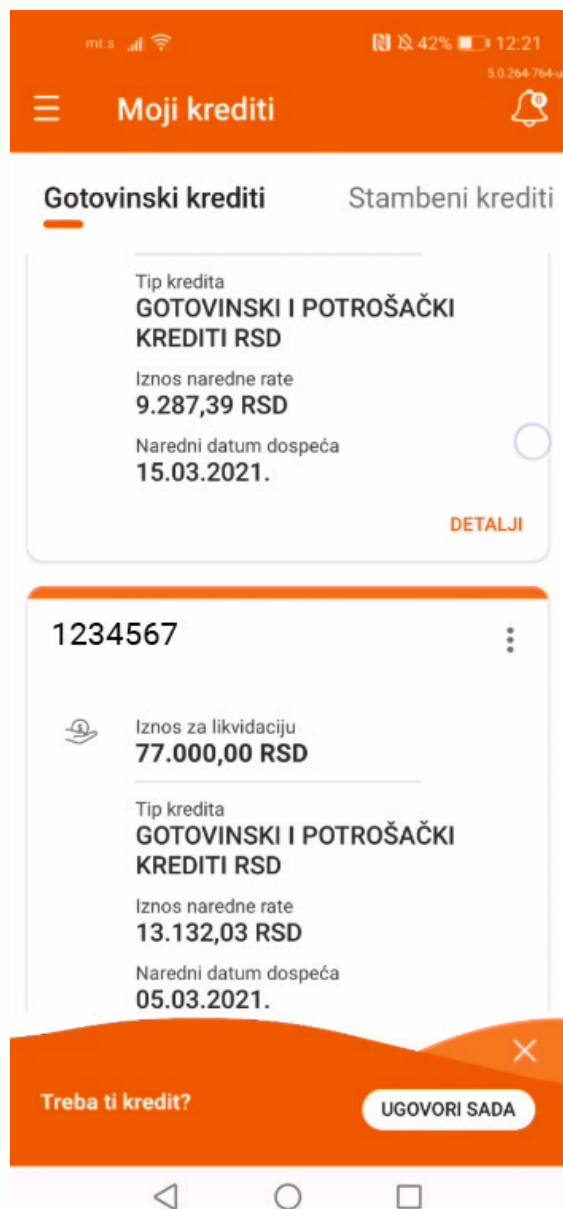 mt:s 42% 12:21
5.0.264-764-u
Moji krediti
Gotovinski krediti Stambeni krediti
Tip kredita
GOTOVINSKI I POTROŠAČKI
KREDITI RSD
Iznos naredne rate
9.287,39 RSD
Naredni datum dospeća
15.03.2021.
DETALJI
1234567
Iznos za likvidaciju
77.000,00 RSD
Tip kredita
GOTOVINSKI I POTROŠAČKI
KREDITI RSD
Iznos naredne rate
13.132,03 RSD
Naredni datum dospeća
05.03.2021.
Treba ti kredit? UGOVORI SADA